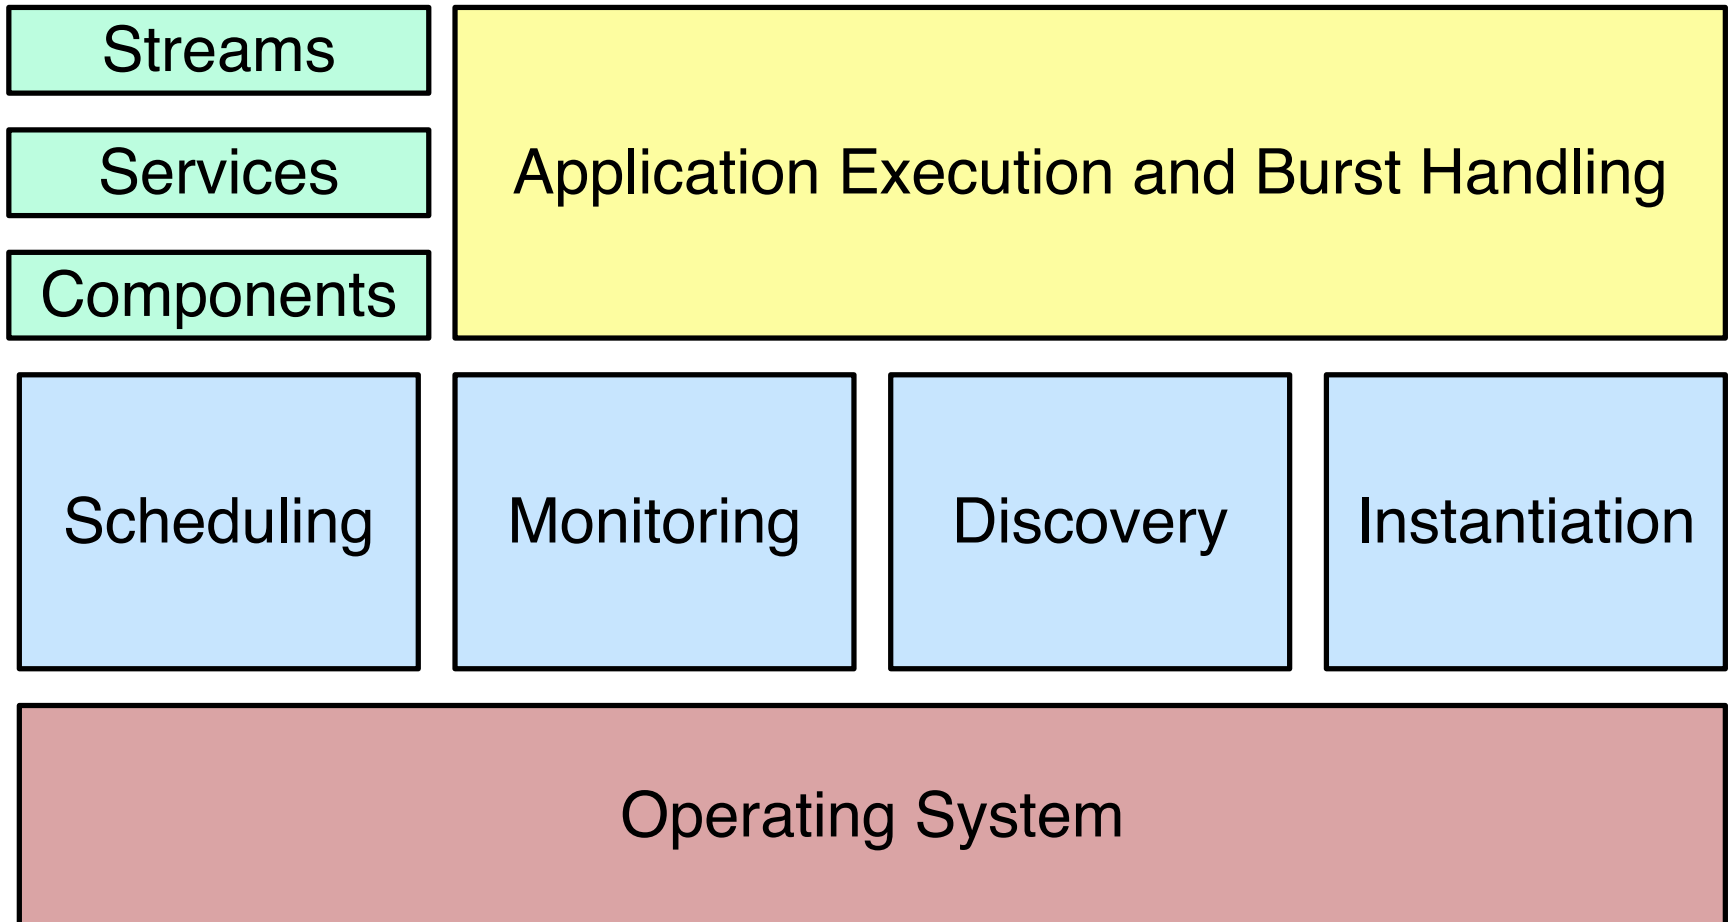 Streams
Services
Components
Application Execution and Burst Handling
Scheduling
Monitoring
Discovery
Instantiation
Operating System